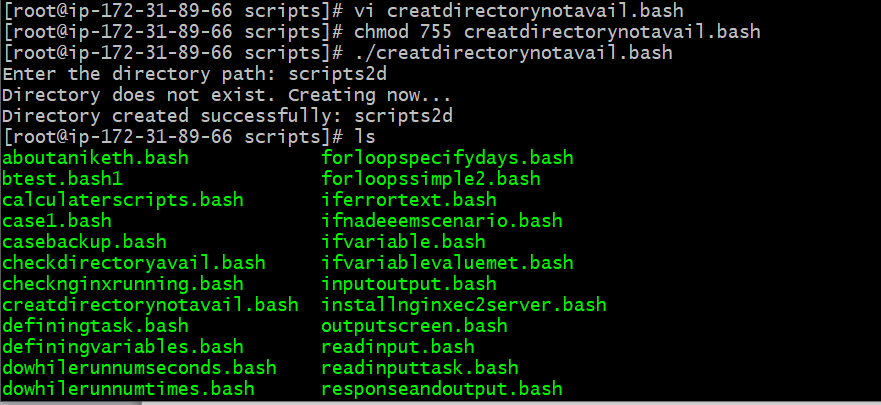 [root@ip-172-31-89-66 scripts]# vi creatdirectorynotavail.bash
[root@ip-172-31-89-66 scripts]# chmod 755 creatdirectorynotavail.bash
[root@ip-172-31-89-66 scripts]# ./creatdirectorynotavail.bash
Enter the directory path: scripts2d
Directory does not exist. Creating now...
Directory created successfully: scripts2d
[root@ip-172-31-89-66 scripts]# ls
aboutaniketh.bash forloopspecifydays.bash
btest.bash1 forloopssimple2.bash
calculaterscripts.bash iferrortext.bash
case1.bash ifnadeeemscenario.bash
casebackup.bash ifvariable.bash
checkdirectoryavail.bash ifvariablevaluemet.bash
checknginxrunning.bash inputoutput.bash
creatdirectorynotavail.bash installnginxec2server.bash
definingtask.bash outputscreen.bash
definingvariables.bash readinput.bash
dowhilerunnumseconds.bash readinputtask.bash
dowhilerunnumtimes.bash responseandoutput.bash